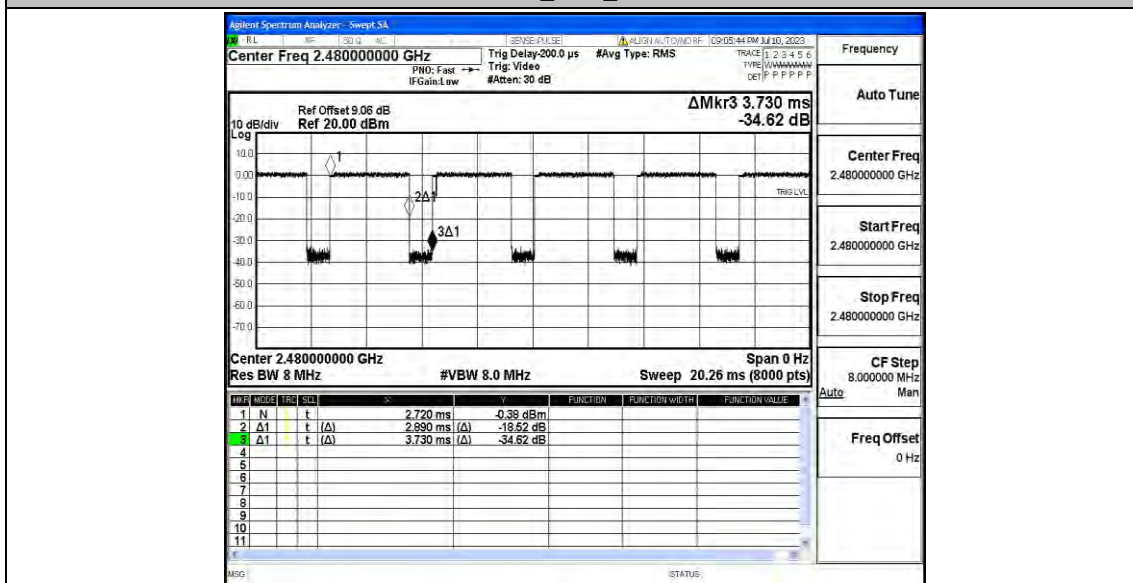 Agilent Spectrum Analyzer - Swept SA
RL RF 50 Ω AC SENSE:PULSE ALIGN AUTO/NO RF 09:05:44 PM Jul 10, 2023
Center Freq 2.480000000 GHz
Trig Delay-200.0 µs #Avg Type: RMS
TRACE 1 2 3 4 5 6
PNO: Fast Trig: Video
TYPE
IFGain:Low #Atten: 30 dB
DET P P P P P P
Ref Offset 9.06 dB
10 dB/div Ref 20.00 dBm
Log
ΔMkr3 3.730 ms
-34.62 dB
10.0
0.00
-10.0
-20.0
-30.0
-40.0
-50.0
-60.0
-70.0
1
2Δ1
3Δ1
TRIG LVL
Center 2.480000000 GHz Span 0 Hz
Res BW 8 MHz #VBW 8.0 MHz Sweep 20.26 ms (8000 pts)
MKR MODE TRC SCL X Y FUNCTION FUNCTION WIDTH FUNCTION VALUE
1 N t 2.720 ms -0.38 dBm
2 Δ1 t (Δ) 2.890 ms (Δ) -18.52 dB
3 Δ1 t (Δ) 3.730 ms (Δ) -34.62 dB
4
5
6
7
8
9
10
11
MSG STATUS
Frequency
Auto Tune
Center Freq
2.480000000 GHz
Start Freq
2.480000000 GHz
Stop Freq
2.480000000 GHz
CF Step
8.000000 MHz
Auto Man
Freq Offset
0 Hz